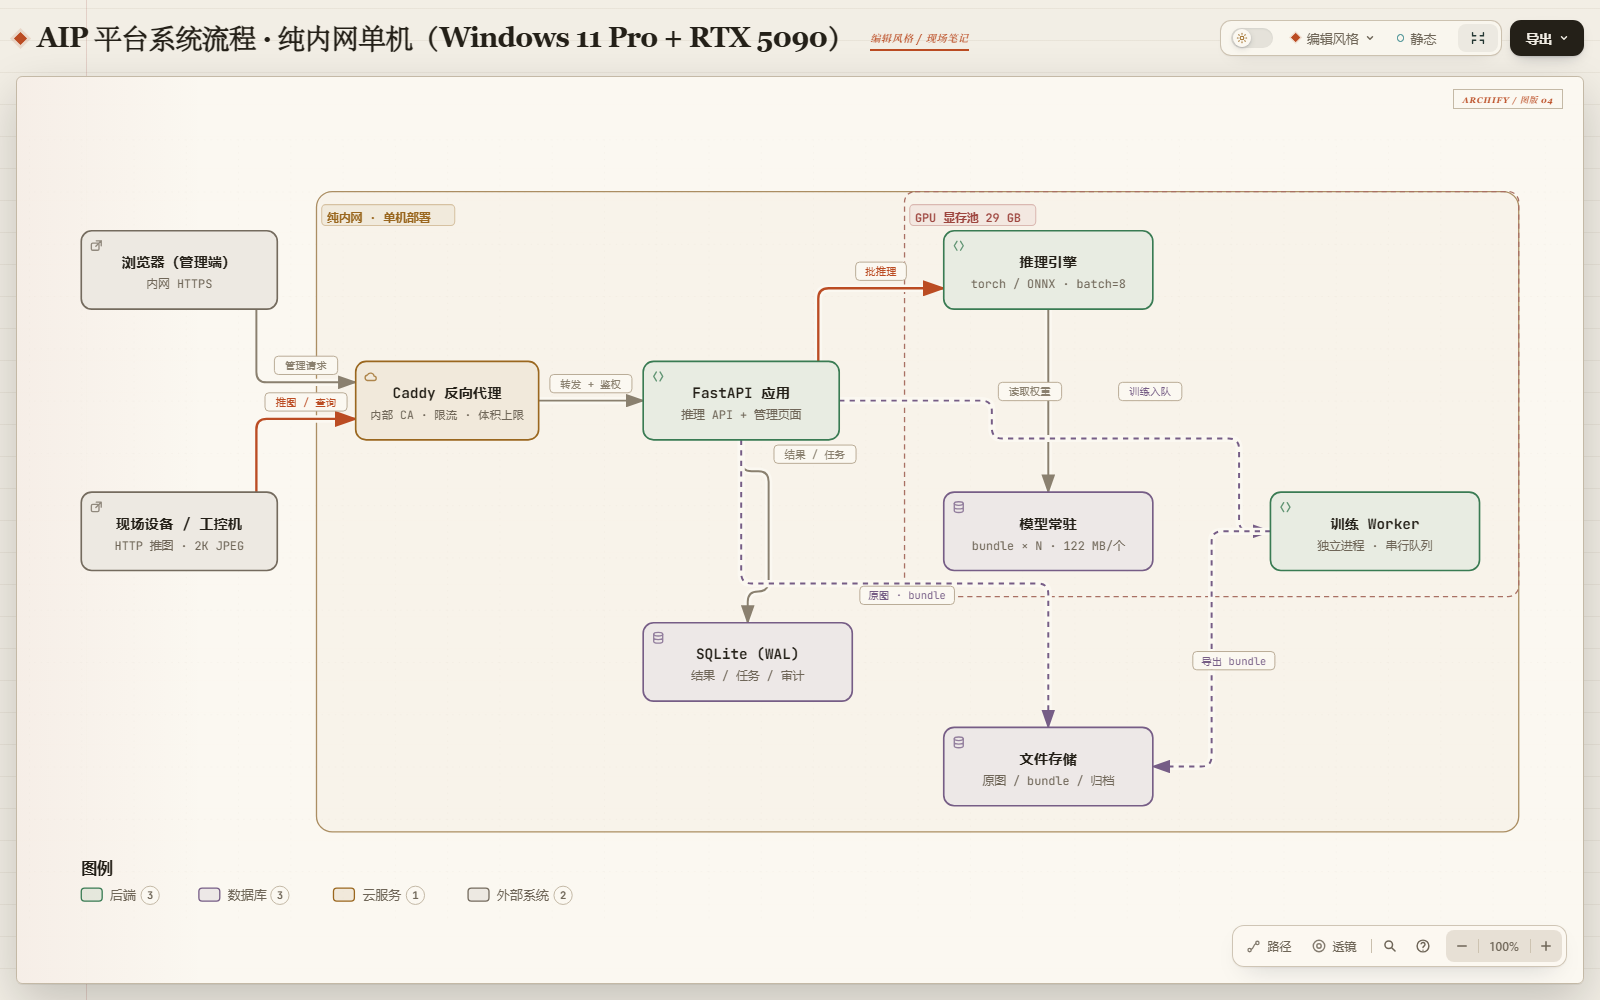 AIP 平台系统流程 · 纯内网单机（Windows 11 Pro + RTX 5090）
编辑风格 / 现场笔记
编辑风格
静态
导出
ARCHIFY / 图版 04
纯内网 · 单机部署
GPU 显存池 29 GB
浏览器（管理端）
内网 HTTPS
推理引擎
torch / ONNX · batch=8
批推理
管理请求
推图 / 查询
Caddy 反向代理
内部 CA · 限流 · 体积上限
转发 + 鉴权
FastAPI 应用
推理 API + 管理页面
读取权重
训练入队
结果 / 任务
现场设备 / 工控机
HTTP 推图 · 2K JPEG
模型常驻
bundle × N · 122 MB/个
训练 Worker
独立进程 · 串行队列
原图 · bundle
SQLite (WAL)
结果 / 任务 / 审计
导出 bundle
文件存储
原图 / bundle / 归档
图例
后端 3
数据库 3
云服务 1
外部系统 2
路径
透镜
100%